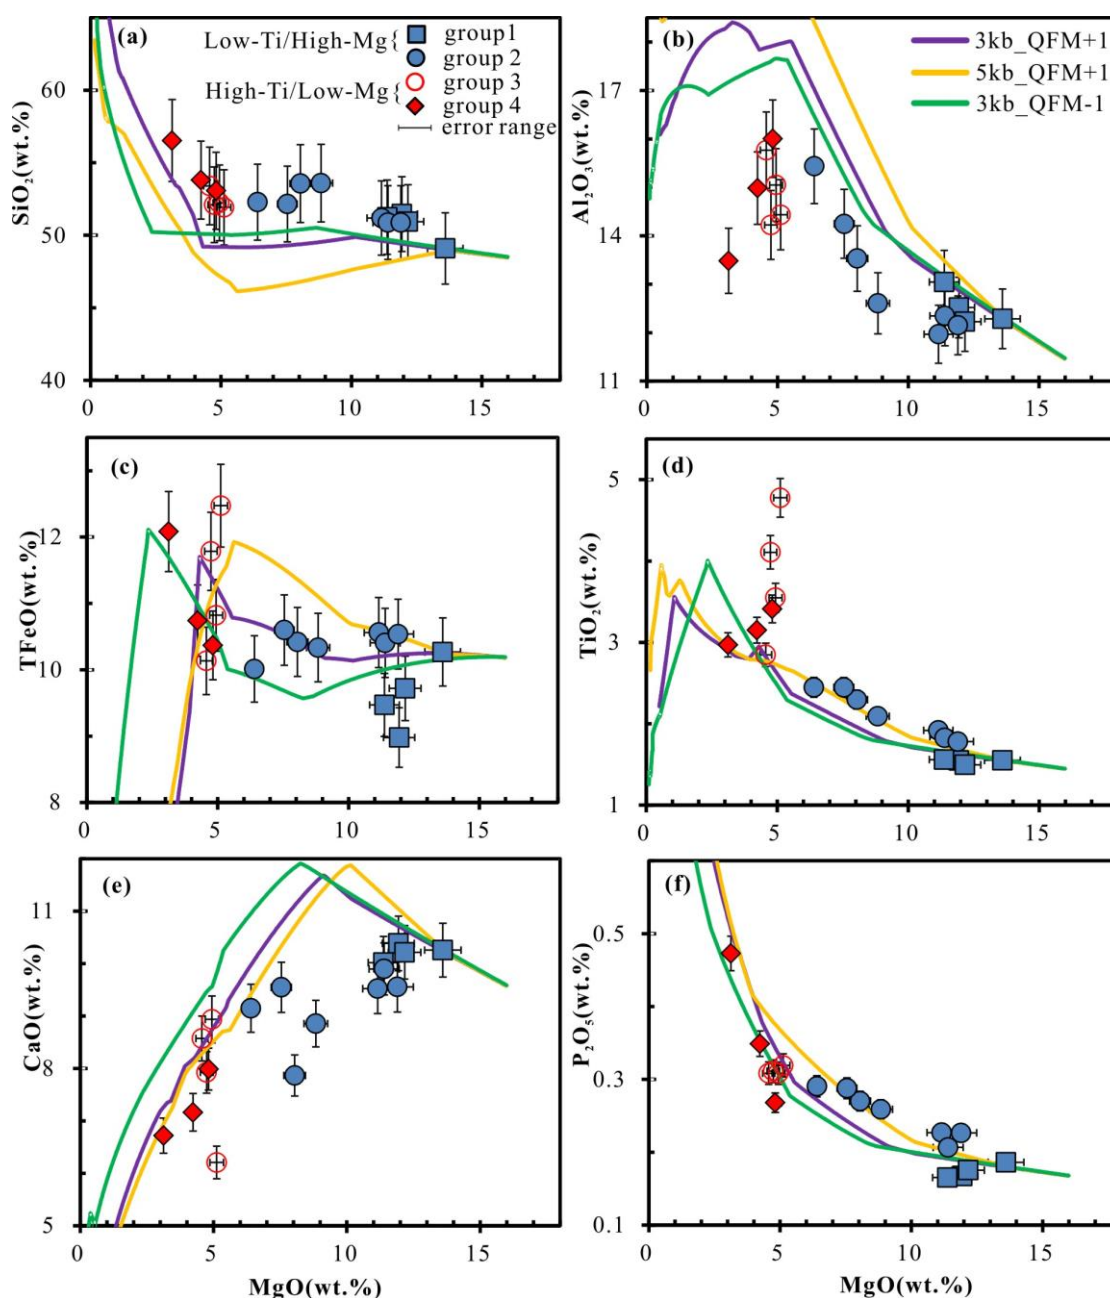 (a)
Low-Ti/High-Mg{ group1
group 2
High-Ti/Low-Mg{ group 3
group 4
error range
60
50
40
SiO2(wt.%)
0 5 10 15
(b)
3kb_QFM+1
5kb_QFM+1
3kb_QFM-1
17
14
11
Al2O3(wt.%)
0 5 10 15
(c)
12
10
8
TFeO(wt.%)
0 5 10 15
(d)
5
3
1
TiO2(wt.%)
0 5 10 15
(e)
11
8
5
CaO(wt.%)
0 5 10 15
MgO(wt.%)
(f)
0.5
0.3
0.1
P2O5(wt.%)
0 5 10 15
MgO(wt.%)